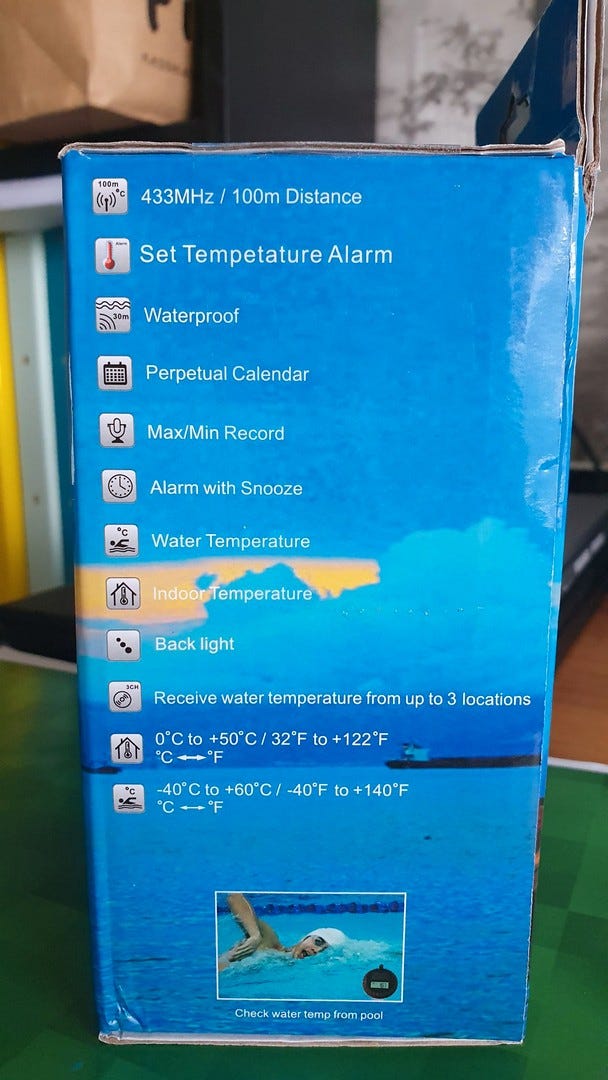 100m
°C
433MHz / 100m Distance
Alarm
Set Tempetature Alarm
30m
Waterproof
Perpetual Calendar
Max/Min Record
Alarm with Snooze
°C
Water Temperature
Indoor Temperature
Back light
3CH
Receive water temperature from up to 3 locations
0°C to +50°C / 32°F to +122°F
°C ⟷ °F
°C
-40°C to +60°C / -40°F to +140°F
°C ⟷ °F
Check water temp from pool